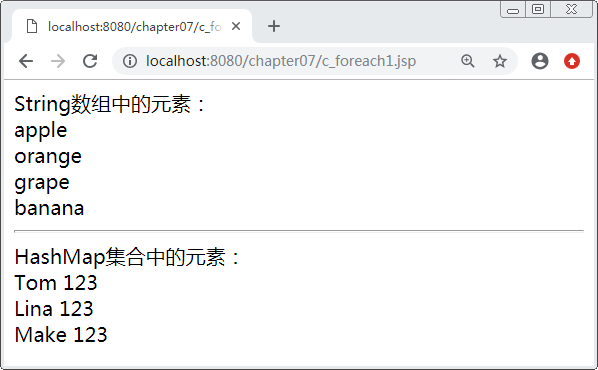 localhost:8080/chapter07/c_fo
localhost:8080/chapter07/c_foreach1.jsp
String数组中的元素：
apple
orange
grape
banana
HashMap集合中的元素：
Tom 123
Lina 123
Make 123